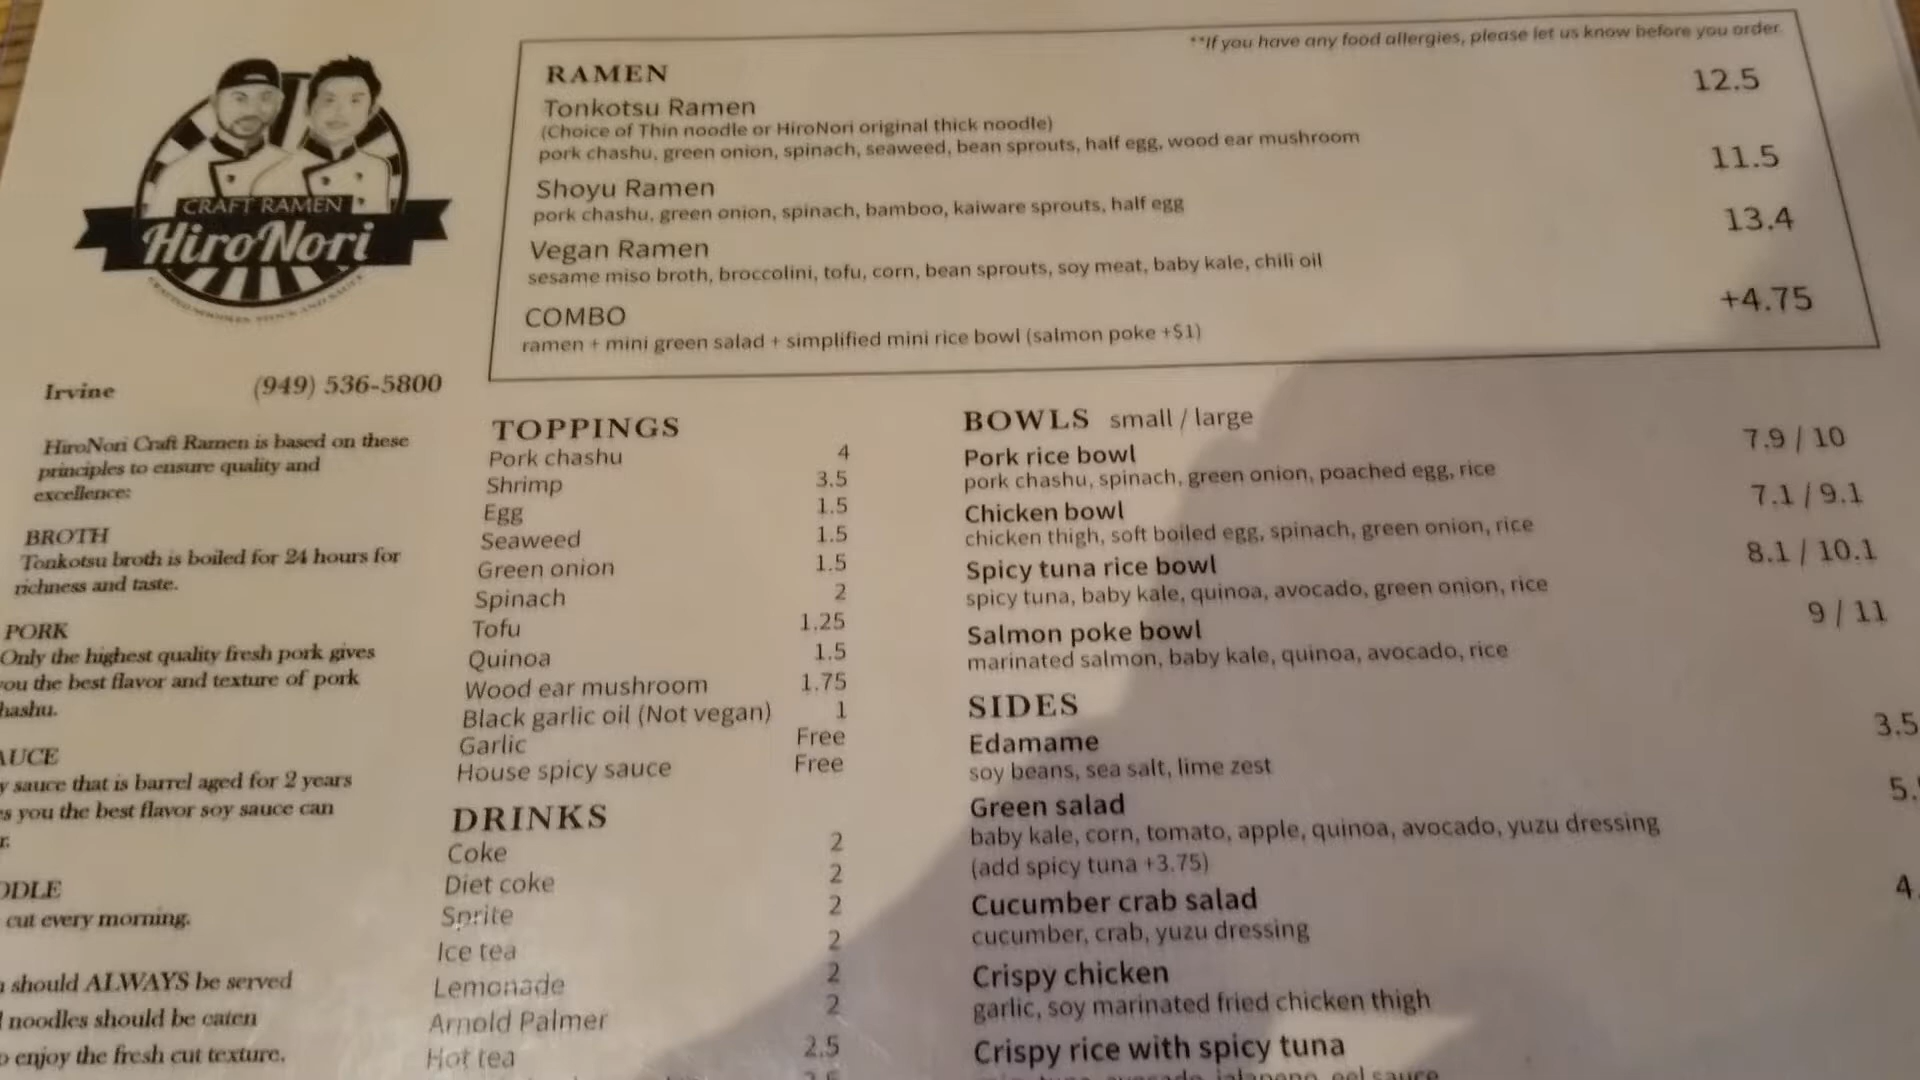 CRAFT RAMEN
HiroNori
Irvine (949) 536-5800
HiroNori Craft Ramen is based on these
principles to ensure quality and
excellence:
BROTH
Tonkotsu broth is boiled for 24 hours for
richness and taste.
PORK
Only the highest quality fresh pork gives
you the best flavor and texture of pork
hashu.
AUCE
y sauce that is barrel aged for 2 years
es you the best flavor soy sauce can
r.
ODLE
cut every morning.
should ALWAYS be served
noodles should be eaten
enjoy the fresh cut texture.
**If you have any food allergies, please let us know before you order
RAMEN
Tonkotsu Ramen 12.5
(Choice of Thin noodle or HiroNori original thick noodle)
pork chashu, green onion, spinach, seaweed, bean sprouts, half egg, wood ear mushroom
Shoyu Ramen 11.5
pork chashu, green onion, spinach, bamboo, kaiware sprouts, half egg
Vegan Ramen 13.4
sesame miso broth, broccolini, tofu, corn, bean sprouts, soy meat, baby kale, chili oil
COMBO +4.75
ramen + mini green salad + simplified mini rice bowl (salmon poke +$1)
TOPPINGS
Pork chashu 4
Shrimp 3.5
Egg 1.5
Seaweed 1.5
Green onion 1.5
Spinach 2
Tofu 1.25
Quinoa 1.5
Wood ear mushroom 1.75
Black garlic oil (Not vegan) 1
Garlic Free
House spicy sauce Free
DRINKS
Coke 2
Diet coke 2
Sprite 2
Ice tea 2
Lemonade 2
Arnold Palmer 2
Hot tea 2.5
BOWLS small / large
Pork rice bowl 7.9 / 10
pork chashu, spinach, green onion, poached egg, rice
Chicken bowl 7.1 / 9.1
chicken thigh, soft boiled egg, spinach, green onion, rice
Spicy tuna rice bowl 8.1 / 10.1
spicy tuna, baby kale, quinoa, avocado, green onion, rice
Salmon poke bowl 9 / 11
marinated salmon, baby kale, quinoa, avocado, rice
SIDES
Edamame 3.5
soy beans, sea salt, lime zest
Green salad 5.
baby kale, corn, tomato, apple, quinoa, avocado, yuzu dressing
(add spicy tuna +3.75)
Cucumber crab salad 4.
cucumber, crab, yuzu dressing
Crispy chicken
garlic, soy marinated fried chicken thigh
Crispy rice with spicy tuna
jalapeno, eel sauce